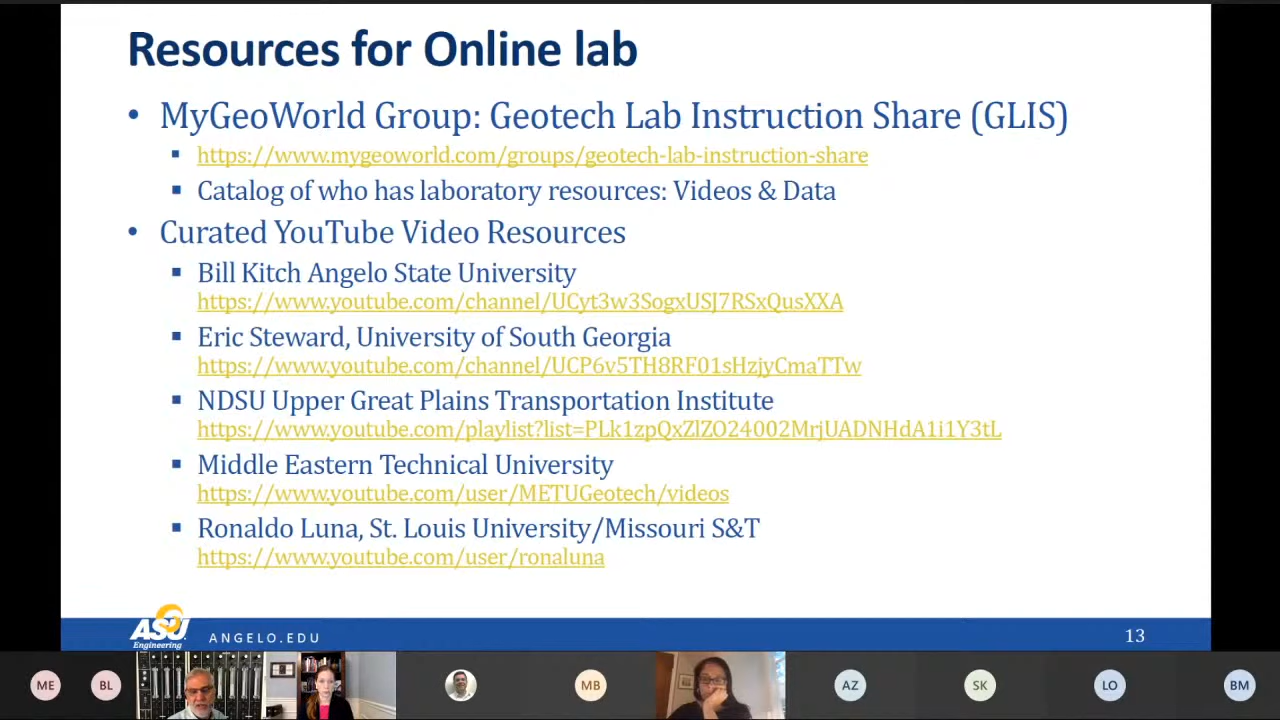 Resources for Online lab
• MyGeoWorld Group: Geotech Lab Instruction Share (GLIS)
▪ https://www.mygeoworld.com/groups/geotech-lab-instruction-share
▪ Catalog of who has laboratory resources: Videos & Data
• Curated YouTube Video Resources
▪ Bill Kitch Angelo State University
https://www.youtube.com/channel/UCyt3w3SogxUSJ7RSxQusXXA
▪ Eric Steward, University of South Georgia
https://www.youtube.com/channel/UCP6v5TH8RF01sHzjyCmaTTw
▪ NDSU Upper Great Plains Transportation Institute
https://www.youtube.com/playlist?list=PLk1zpQxZlZO24002MrjUADNHdA1i1Y3tL
▪ Middle Eastern Technical University
https://www.youtube.com/user/METUGeotech/videos
▪ Ronaldo Luna, St. Louis University/Missouri S&T
https://www.youtube.com/user/ronaluna
ASU Engineering ANGELO.EDU 13
ME BL MB AZ SK LO BM